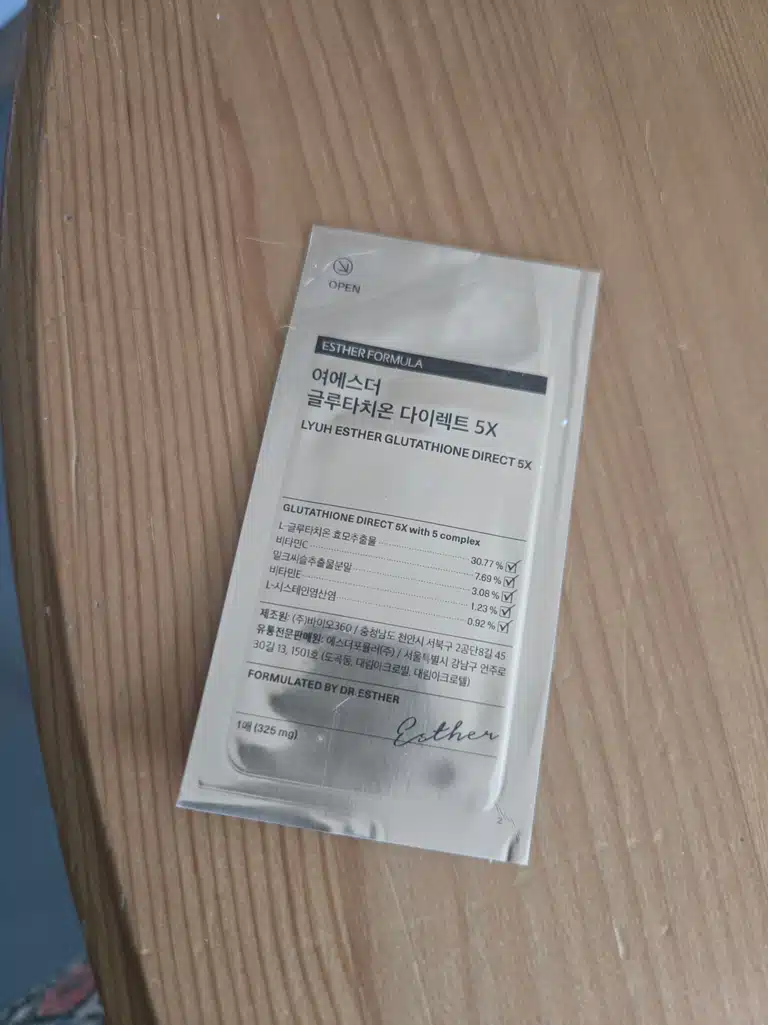 OPEN
ESTHER FORMULA
여에스더
글루타치온 다이렉트 5X
LYUH ESTHER GLUTATHIONE DIRECT 5X
GLUTATHIONE DIRECT 5X with 5 complex
L-글루타치온 효모추출물 30.77 %
비타민C 7.69 %
밀크씨슬추출물분말 3.08 %
비타민E 1.23 %
L-시스테인염산염 0.92 %
제조원: (주)바이오360 / 충청남도 천안시 서북구 2공단8길 45
유통전문판매원: 에스더포뮬러(주) / 서울특별시 강남구 언주로
30길 13, 1501호 (도곡동, 대림아크로빌, 대림아크로텔)
FORMULATED BY DR ESTHER
1매 (325 mg)
Esther
2